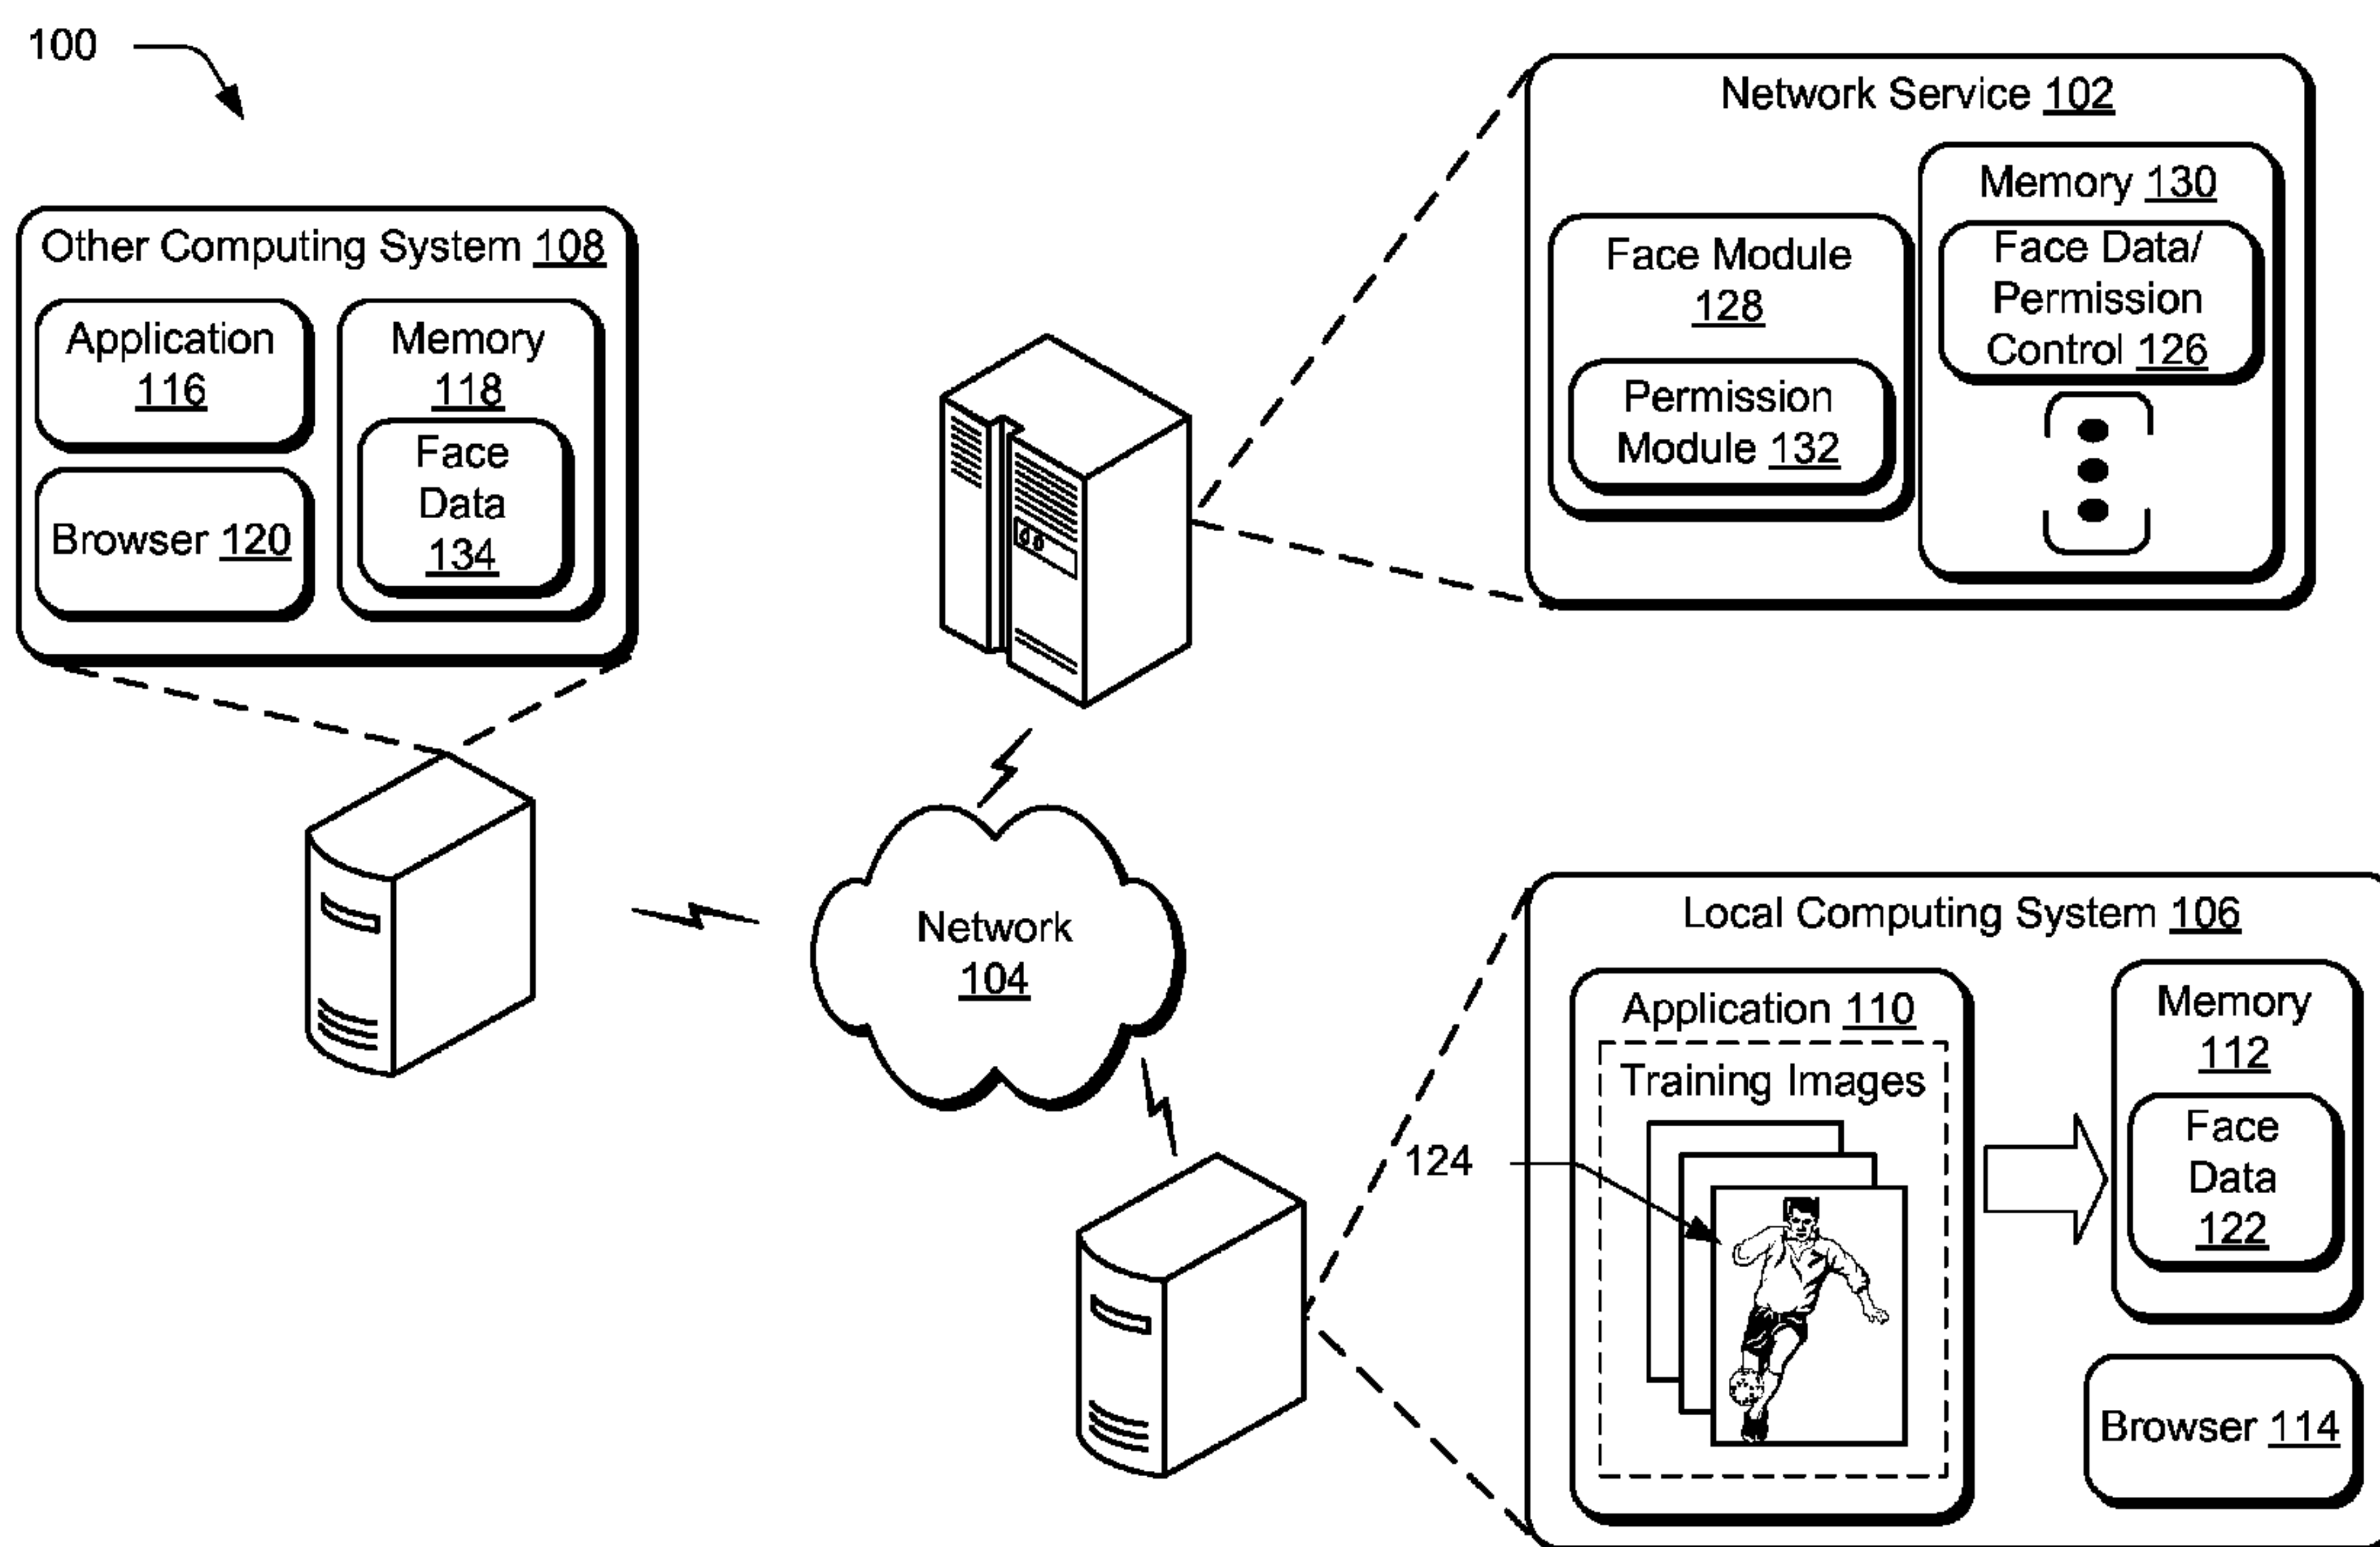 100
Network Service 102
Memory 130
Face Data/
Permission
Control 126
Face Module
128
Permission
Module 132
Other Computing System 108
Application
116
Memory
118
Face
Data
134
Browser 120
Network
104
Local Computing System 106
Application 110
Training Images
124
Memory
112
Face
Data
122
Browser 114